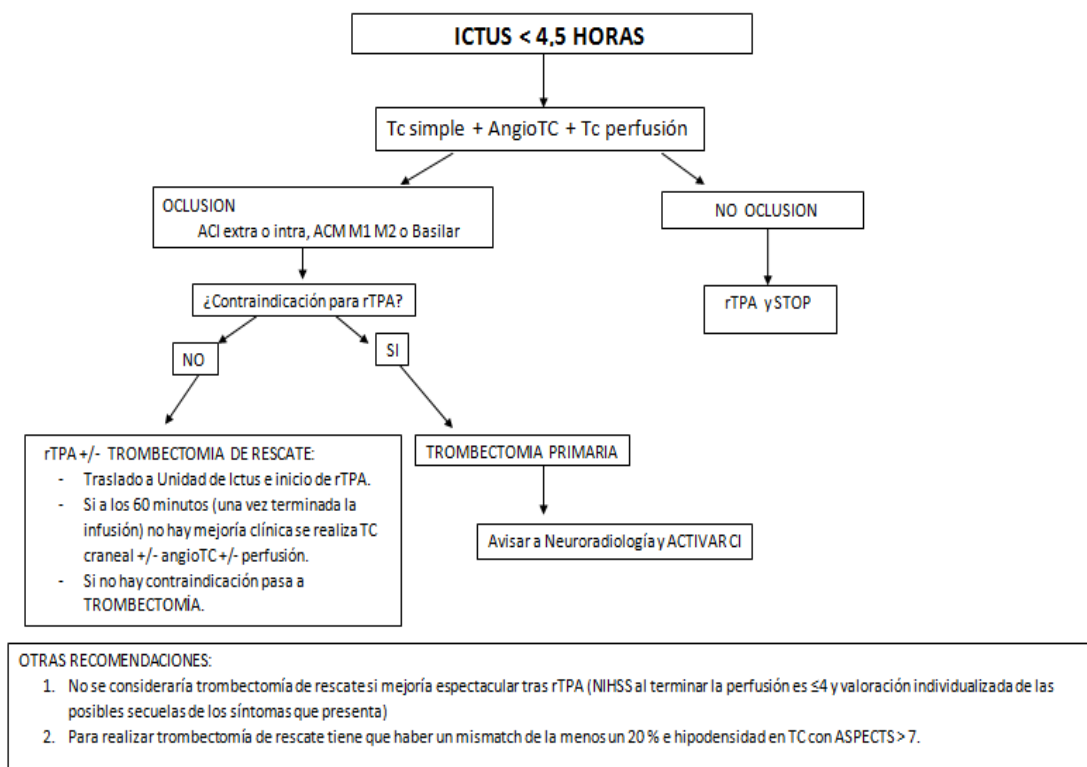 ICTUS < 4,5 HORAS
Tc simple + AngioTC + Tc perfusión
OCLUSION
ACI extra o intra, ACM M1 M2 o Basilar
NO OCLUSION
¿Contraindicación para rTPA?
rTPA y STOP
NO
SI
rTPA +/- TROMBECTOMIA DE RESCATE:
- Traslado a Unidad de Ictus e inicio de rTPA.
- Si a los 60 minutos (una vez terminada la
infusión) no hay mejoría clínica se realiza TC
craneal +/- angioTC +/- perfusión.
- Si no hay contraindicación pasa a
TROMBECTOMÍA.
TROMBECTOMIA PRIMARIA
Avisar a Neuroradiología y ACTIVAR CI
OTRAS RECOMENDACIONES:
1. No se consideraría trombectomía de rescate si mejoría espectacular tras rTPA (NIHSS al terminar la perfusión es ≤4 y valoración individualizada de las
posibles secuelas de los síntomas que presenta)
2. Para realizar trombectomía de rescate tiene que haber un mismatch de la menos un 20 % e hipodensidad en TC con ASPECTS > 7.